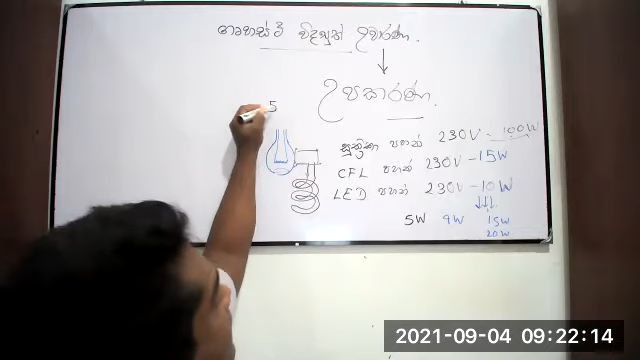 ගෘහස්ථ විද්‍යුත් උපාරණ.
උපකරණ.
5
සූත්‍රිකා පහන් 230V - 100W
CFL පහන් 230V - 15W
LED පහන් 230V - 10W
5W 9W 15W
20W
2021-09-04 09:22:14